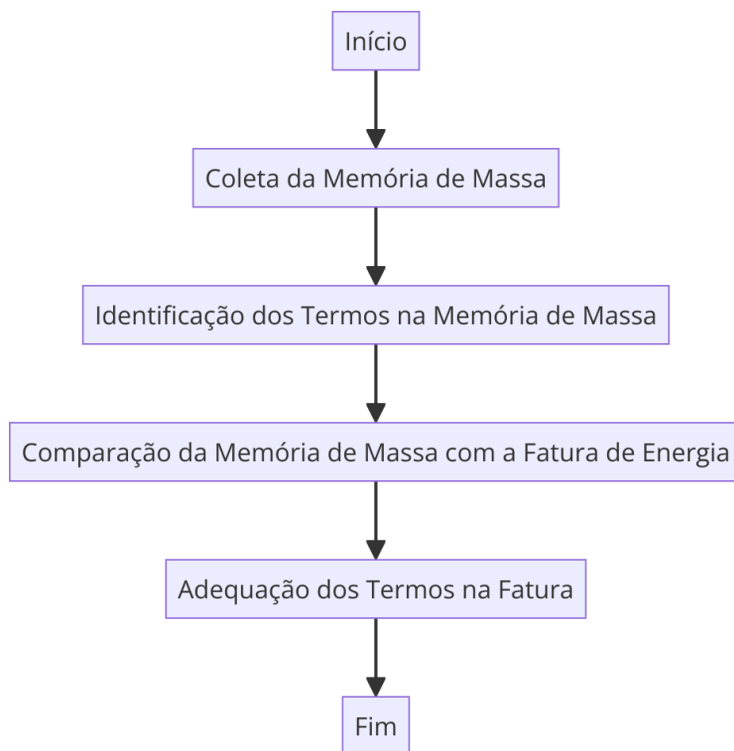 Início
Coleta da Memória de Massa
Identificação dos Termos na Memória de Massa
Comparação da Memória de Massa com a Fatura de Energia
Adequação dos Termos na Fatura
Fim